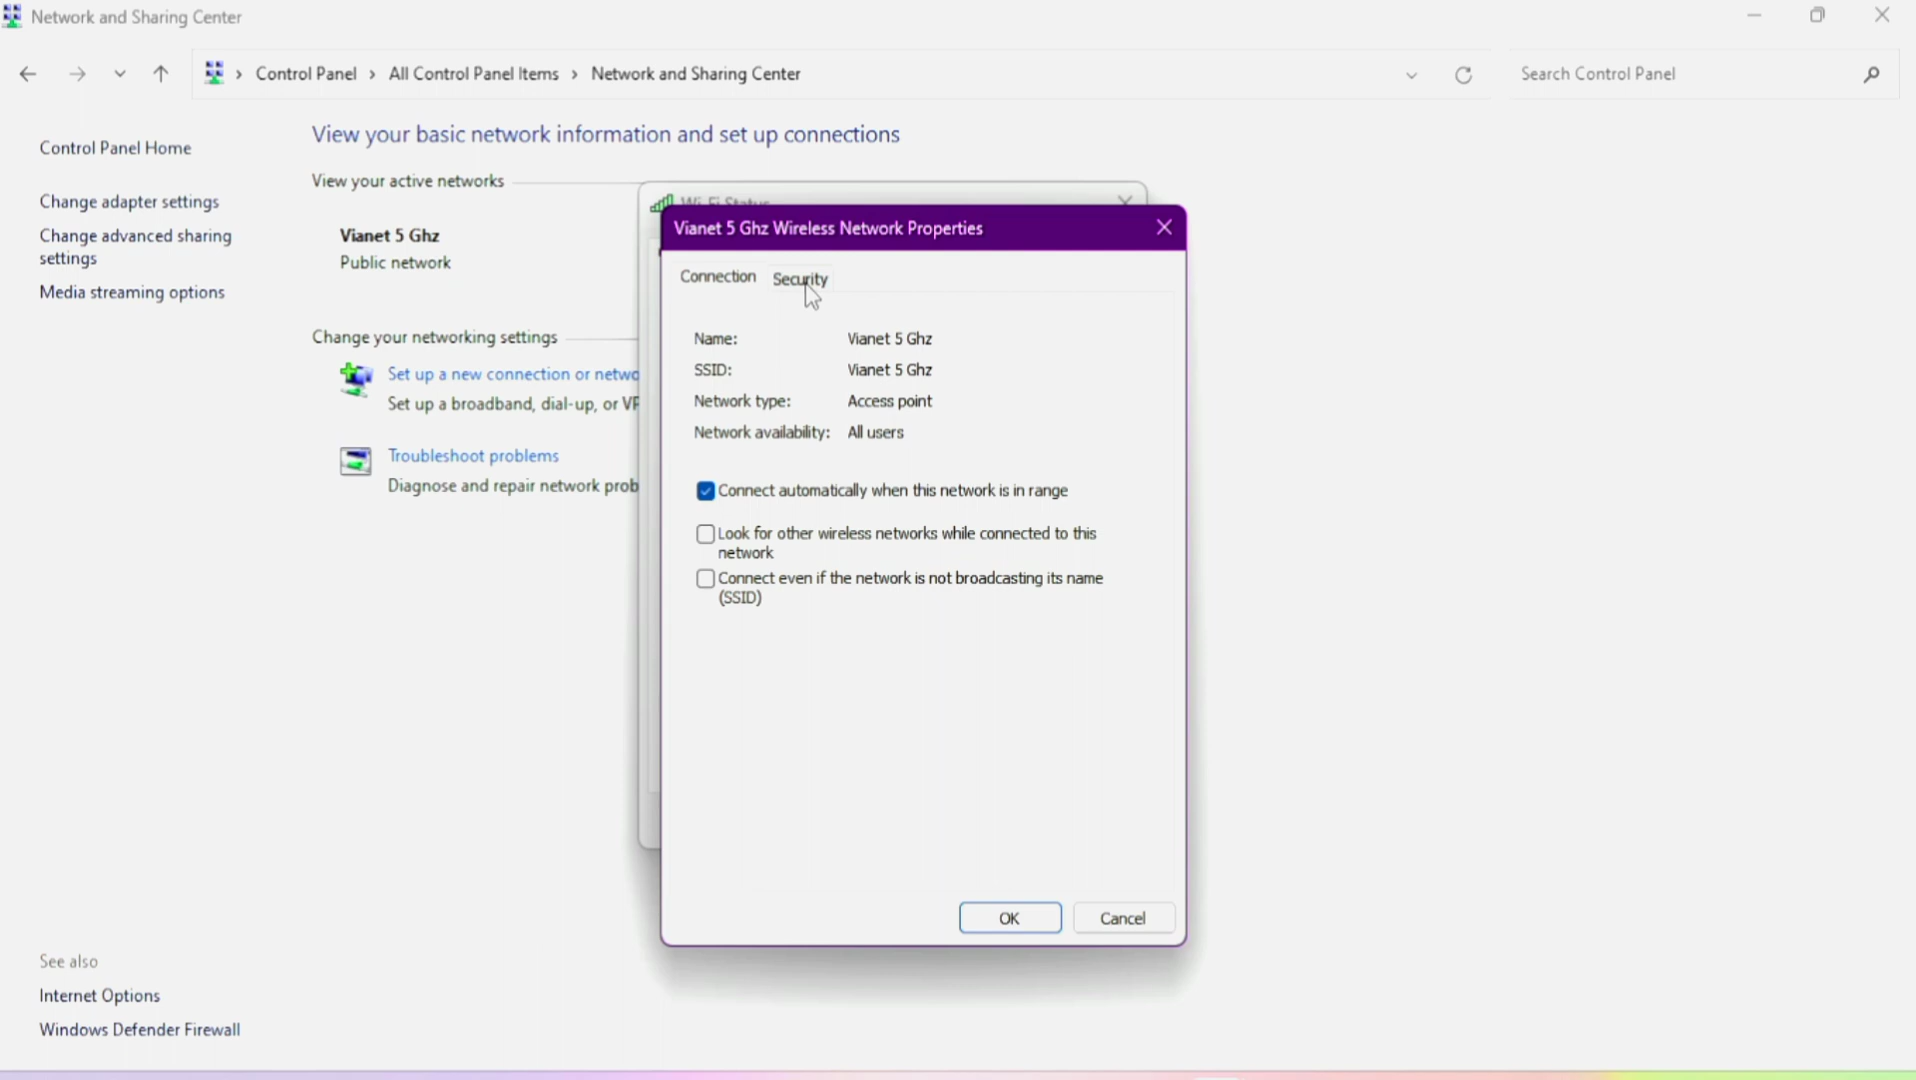 Network and Sharing Center
Control Panel > All Control Panel Items > Network and Sharing Center
Search Control Panel
Control Panel Home
Change adapter settings
Change advanced sharing
settings
Media streaming options
View your basic network information and set up connections
View your active networks
Vianet 5 Ghz
Public network
Change your networking settings
Set up a new connection or netwo
Set up a broadband, dial-up, or VP
Troubleshoot problems
Diagnose and repair network prob
Wi-Fi Status
Vianet 5 Ghz Wireless Network Properties
Connection Security
Name: Vianet 5 Ghz
SSID: Vianet 5 Ghz
Network type: Access point
Network availability: All users
Connect automatically when this network is in range
Look for other wireless networks while connected to this
network
Connect even if the network is not broadcasting its name
(SSID)
OK Cancel
See also
Internet Options
Windows Defender Firewall